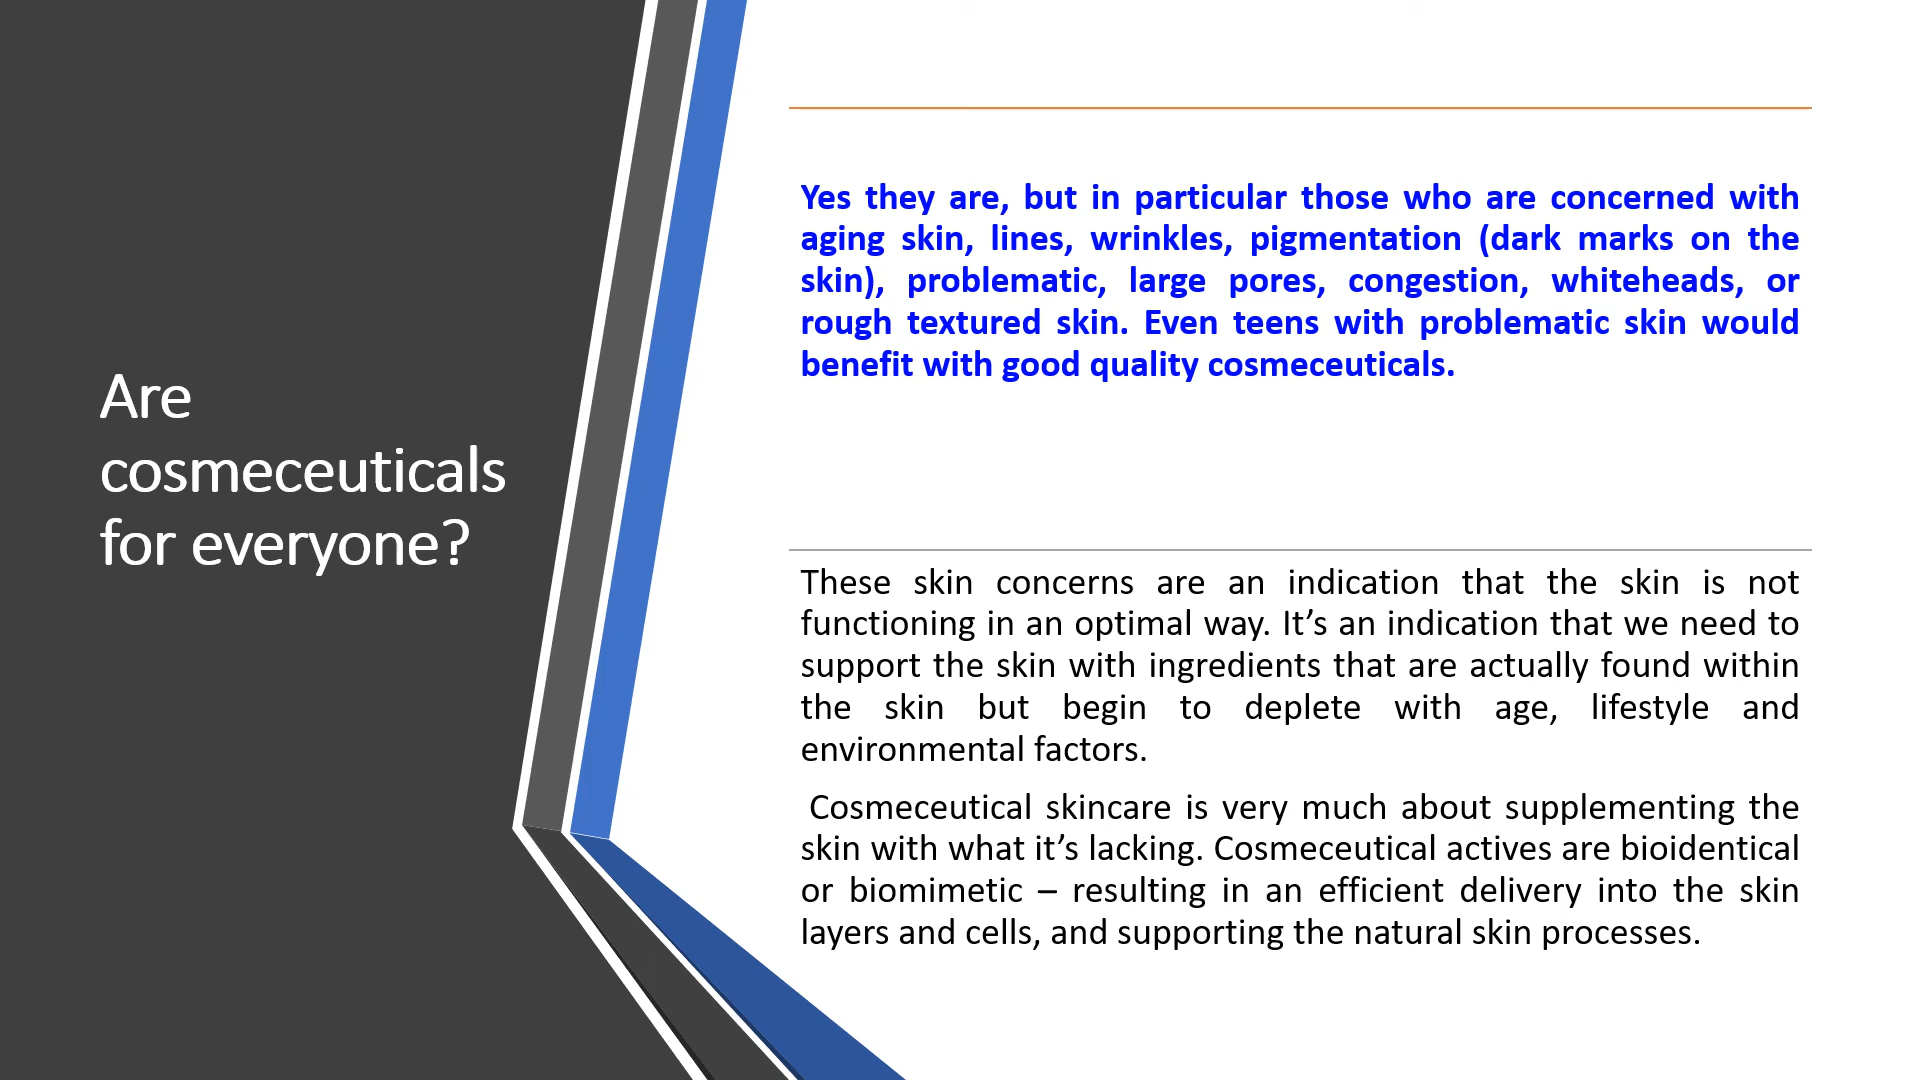 Are
cosmeceuticals
for everyone?
Yes they are, but in particular those who are concerned with
aging skin, lines, wrinkles, pigmentation (dark marks on the
skin), problematic, large pores, congestion, whiteheads, or
rough textured skin. Even teens with problematic skin would
benefit with good quality cosmeceuticals.
These skin concerns are an indication that the skin is not
functioning in an optimal way. It’s an indication that we need to
support the skin with ingredients that are actually found within
the skin but begin to deplete with age, lifestyle and
environmental factors.
Cosmeceutical skincare is very much about supplementing the
skin with what it’s lacking. Cosmeceutical actives are bioidentical
or biomimetic – resulting in an efficient delivery into the skin
layers and cells, and supporting the natural skin processes.